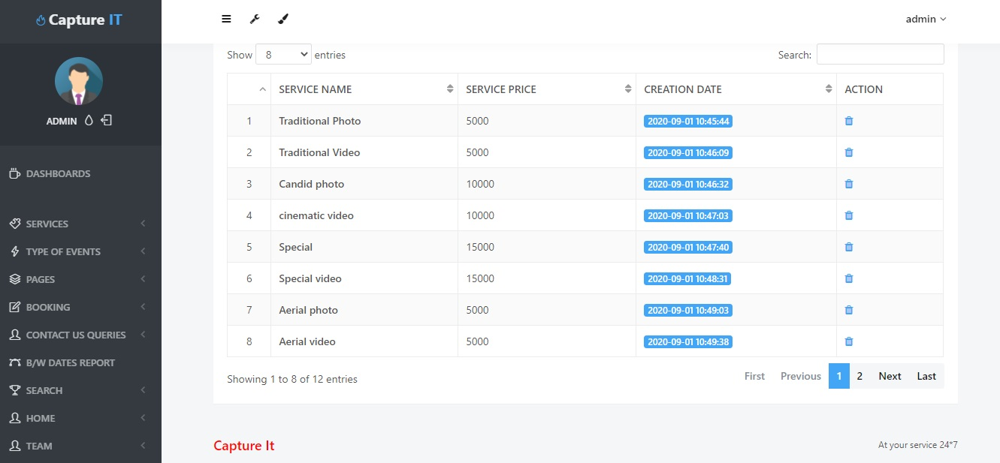 Capture IT
admin
ADMIN
DASHBOARDS
SERVICES
TYPE OF EVENTS
PAGES
BOOKING
CONTACT US QUERIES
B/W DATES REPORT
SEARCH
HOME
TEAM
Show 8 entries
Search:
SERVICE NAME SERVICE PRICE CREATION DATE ACTION
1 Traditional Photo 5000 2020-09-01 10:45:44
2 Traditional Video 5000 2020-09-01 10:46:09
3 Candid photo 10000 2020-09-01 10:46:32
4 cinematic video 10000 2020-09-01 10:47:03
5 Special 15000 2020-09-01 10:47:40
6 Special video 15000 2020-09-01 10:48:31
7 Aerial photo 5000 2020-09-01 10:49:03
8 Aerial video 5000 2020-09-01 10:49:38
Showing 1 to 8 of 12 entries
First Previous 1 2 Next Last
Capture It
At your service 24*7